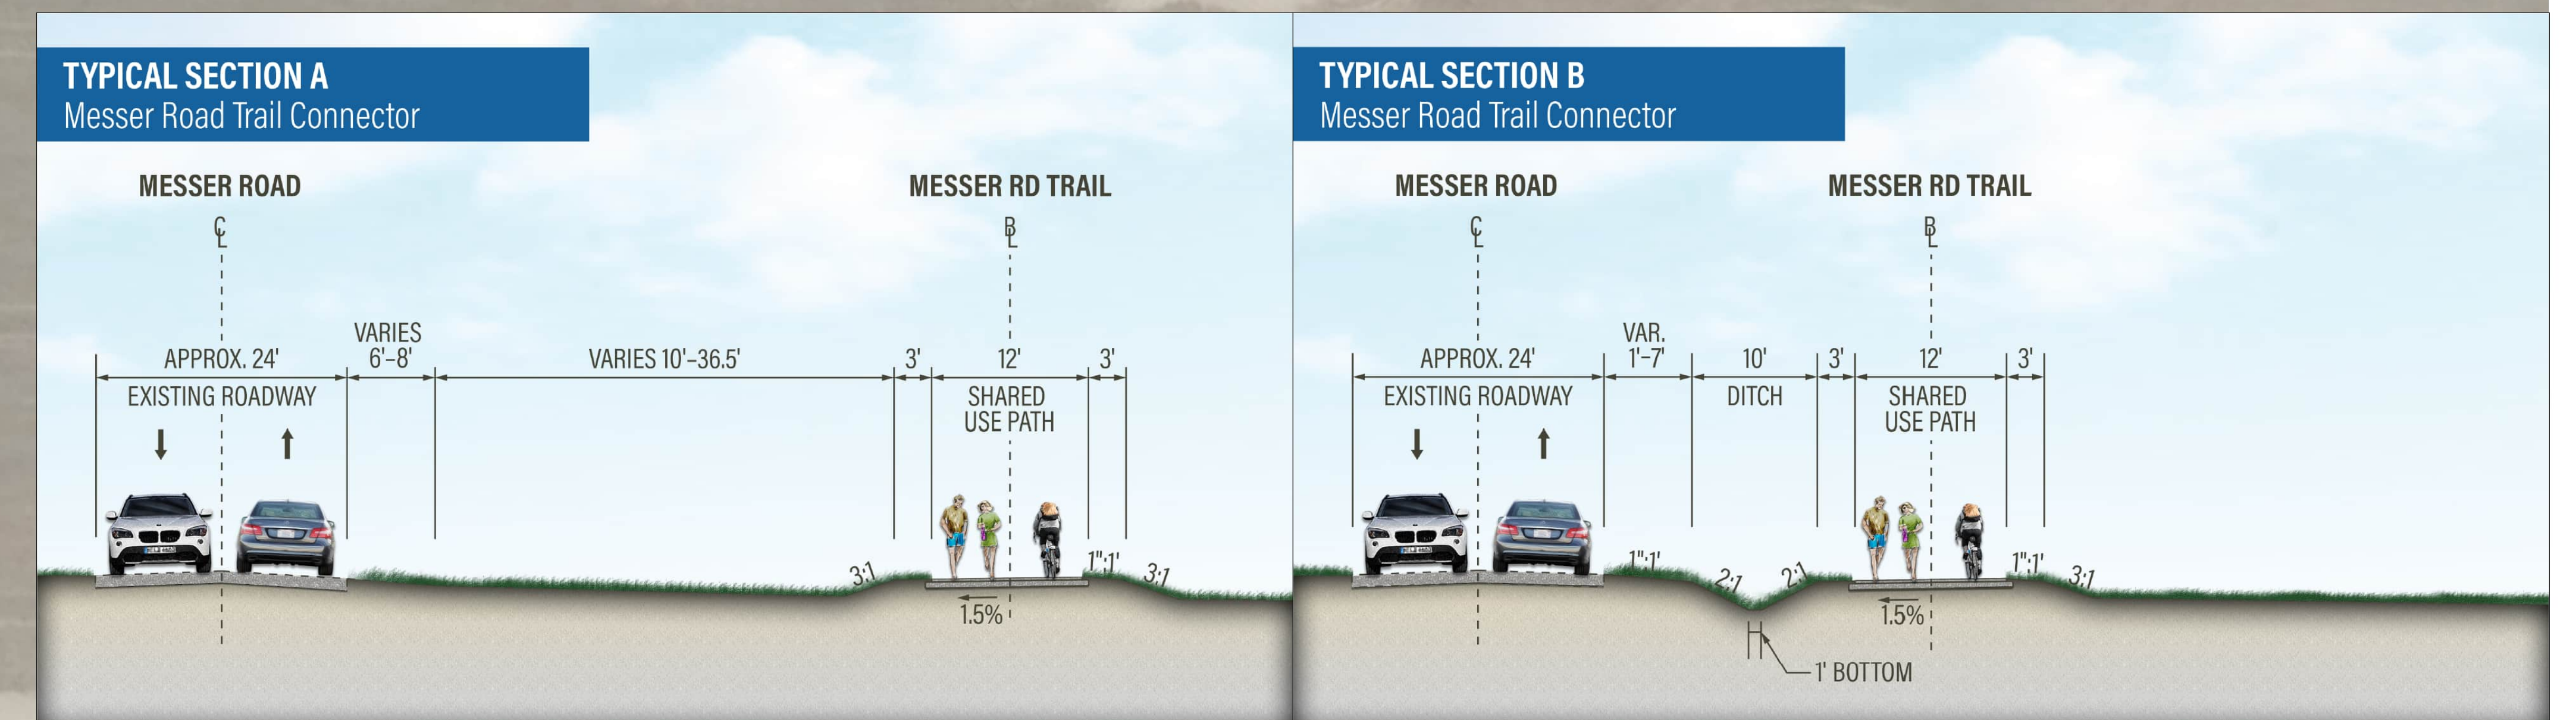 TYPICAL SECTION A
Messer Road Trail Connector
MESSER ROAD
CL
MESSER RD TRAIL
BL
APPROX. 24'
VARIES
6'–8'
VARIES 10'–36.5'
3'
12'
3'
EXISTING ROADWAY
SHARED
USE PATH
3:1
1":1'
3:1
1.5%
TYPICAL SECTION B
Messer Road Trail Connector
MESSER ROAD
CL
MESSER RD TRAIL
BL
APPROX. 24'
VAR.
1'–7'
10'
3'
12'
3'
EXISTING ROADWAY
DITCH
SHARED
USE PATH
1":1'
2:1
2:1
1":1'
3:1
1.5%
1' BOTTOM